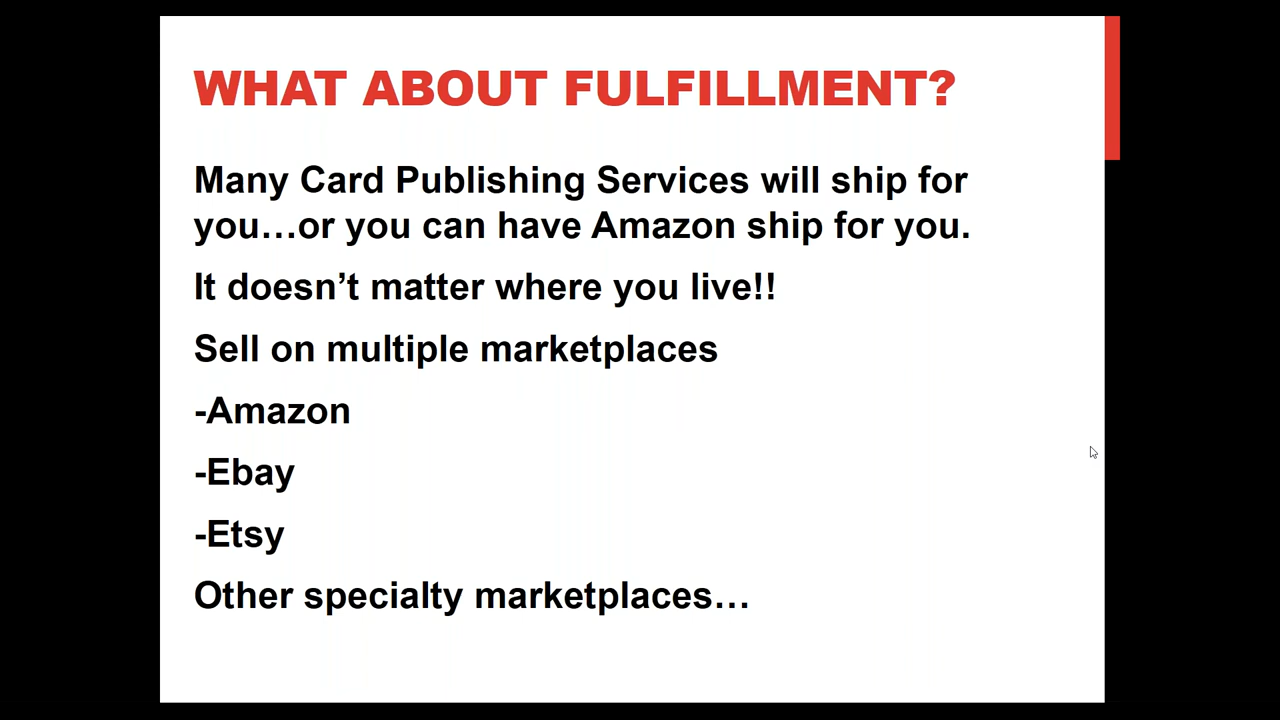 WHAT ABOUT FULFILLMENT?
Many Card Publishing Services will ship for
you…or you can have Amazon ship for you.
It doesn’t matter where you live!!
Sell on multiple marketplaces
-Amazon
-Ebay
-Etsy
Other specialty marketplaces…